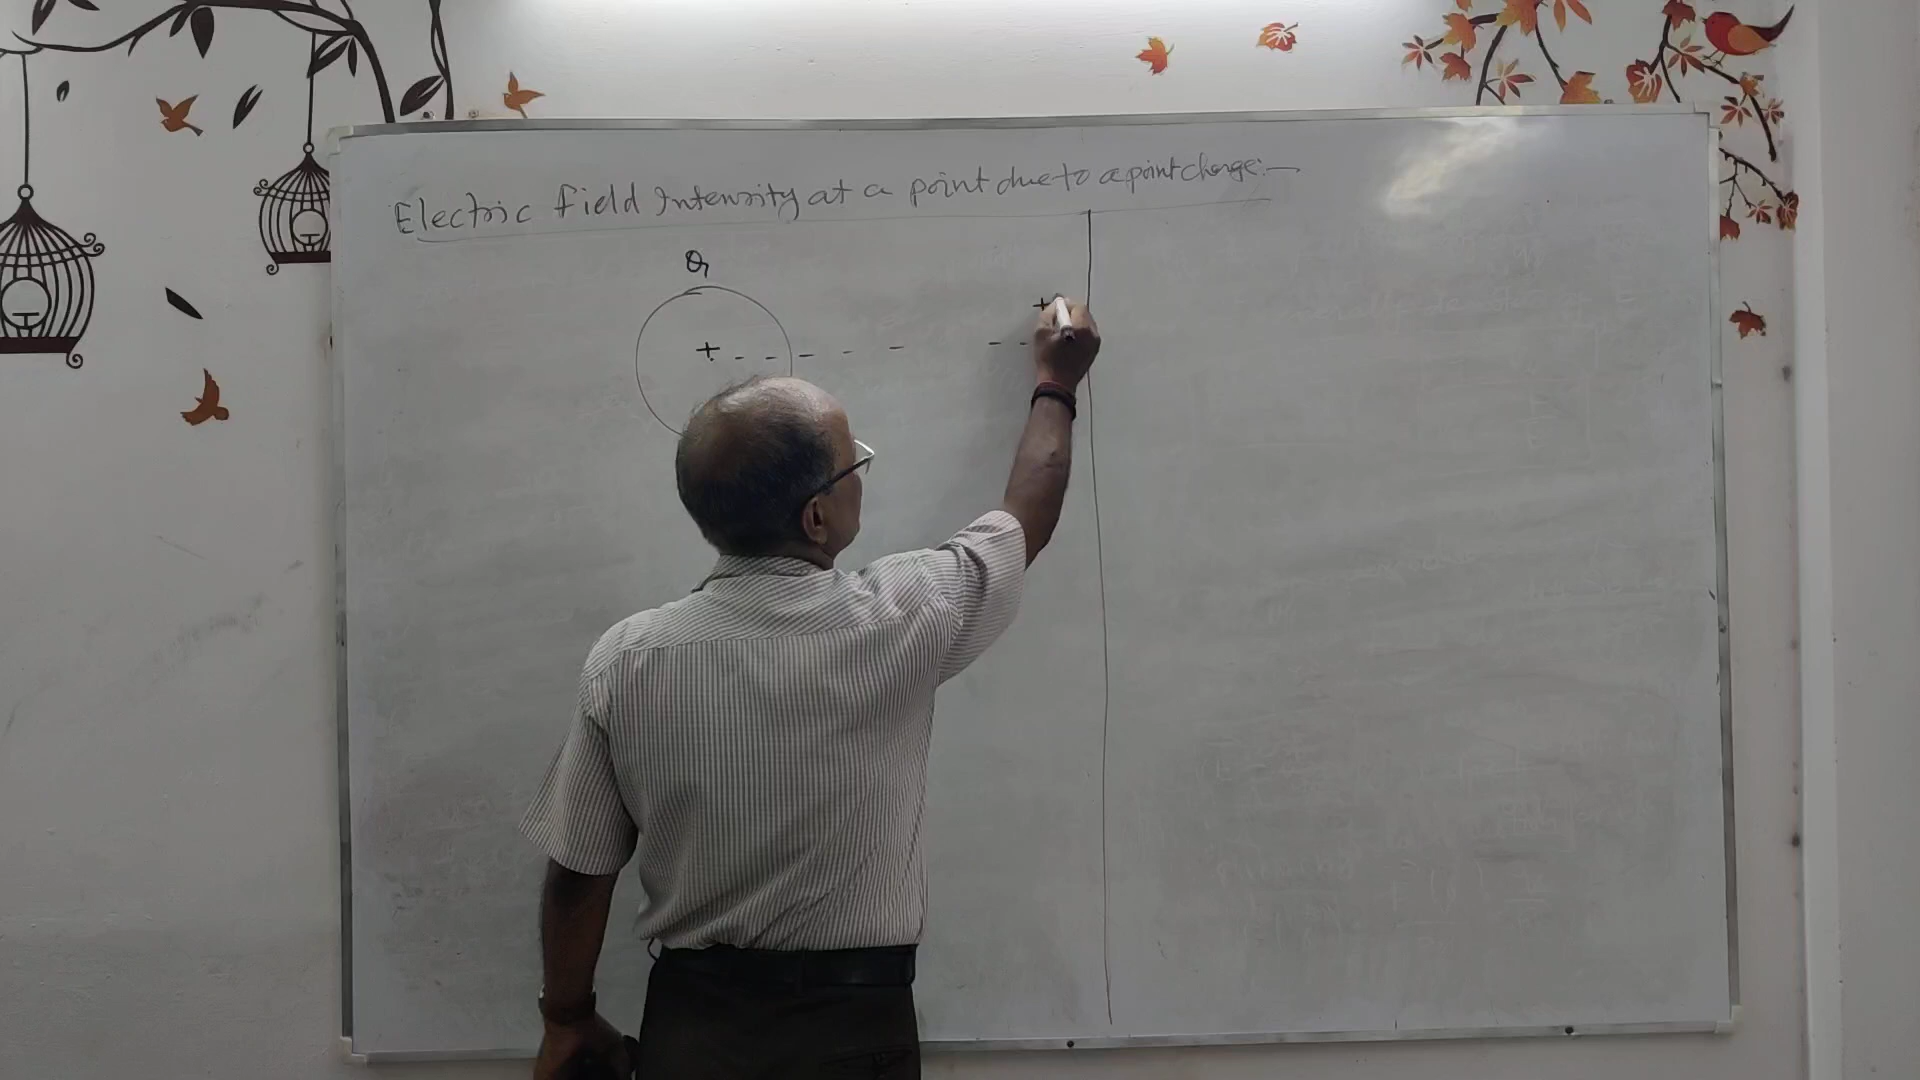 Electric field Intensity at a point due to a point charge:—
Q
+
+